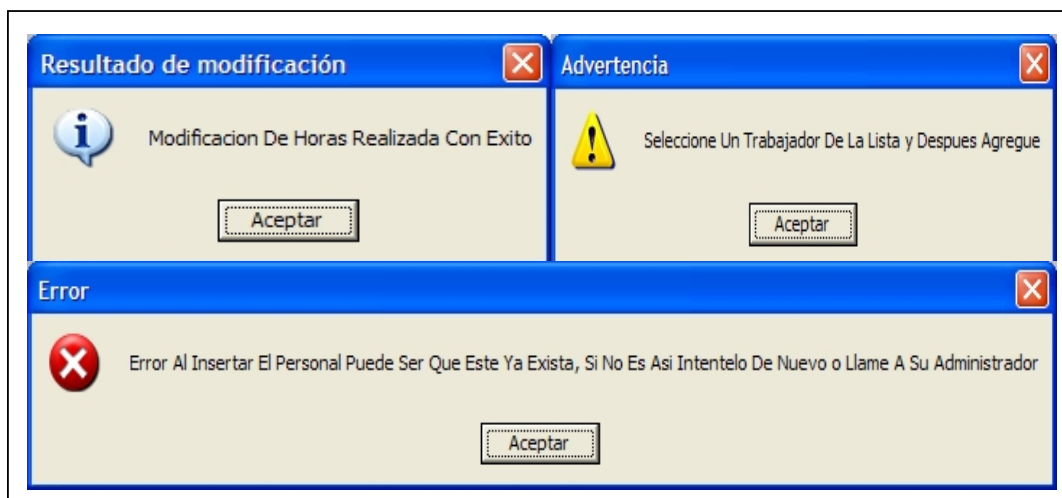 Resultado de modificación
Modificacion De Horas Realizada Con Exito
Aceptar
Advertencia
Seleccione Un Trabajador De La Lista y Despues Agregue
Aceptar
Error
Error Al Insertar El Personal Puede Ser Que Este Ya Exista, Si No Es Asi Intentelo De Nuevo o Llame A Su Administrador
Aceptar